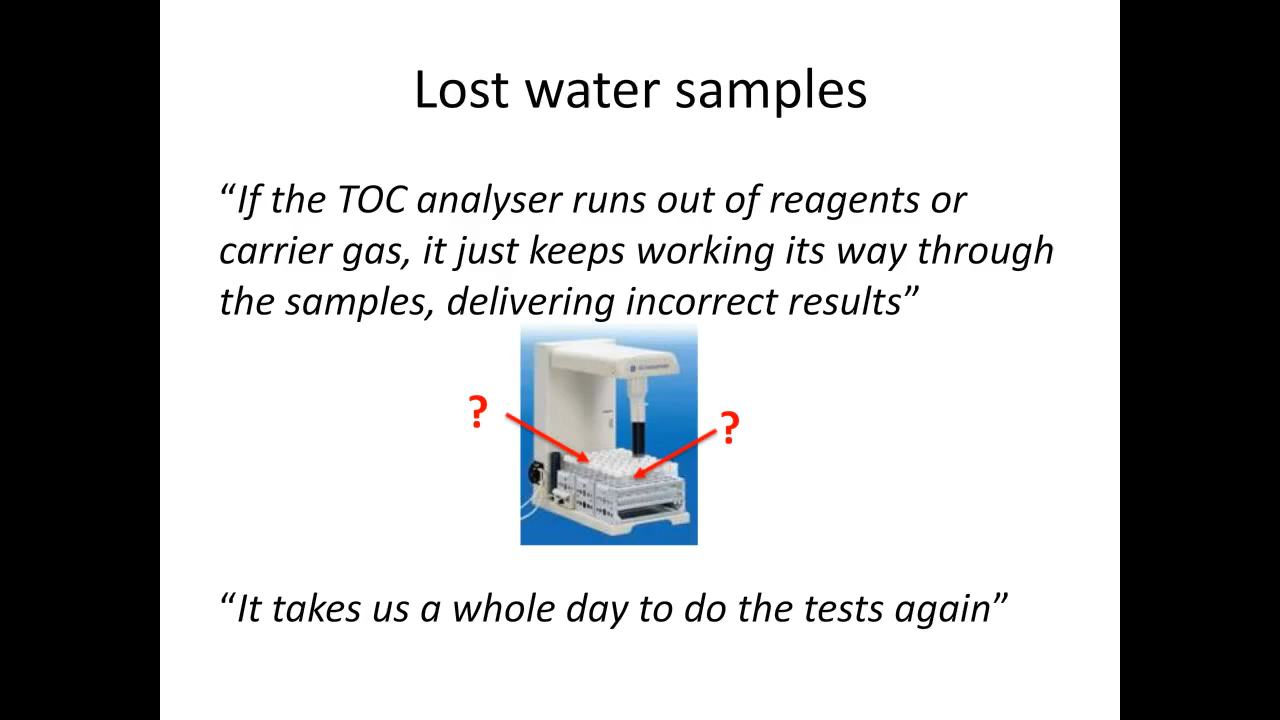 Lost water samples
“If the TOC analyser runs out of reagents or
carrier gas, it just keeps working its way through
the samples, delivering incorrect results”
?
?
“It takes us a whole day to do the tests again”